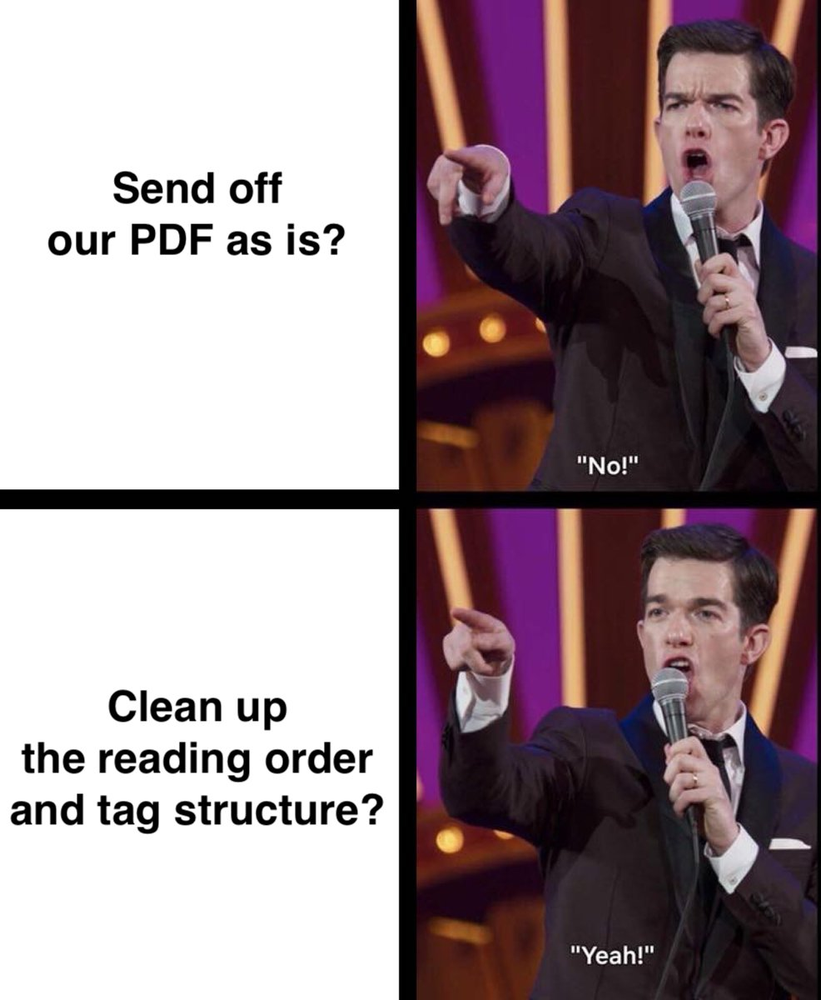 Send off
our PDF as is?
"No!"
Clean up
the reading order
and tag structure?
"Yeah!"